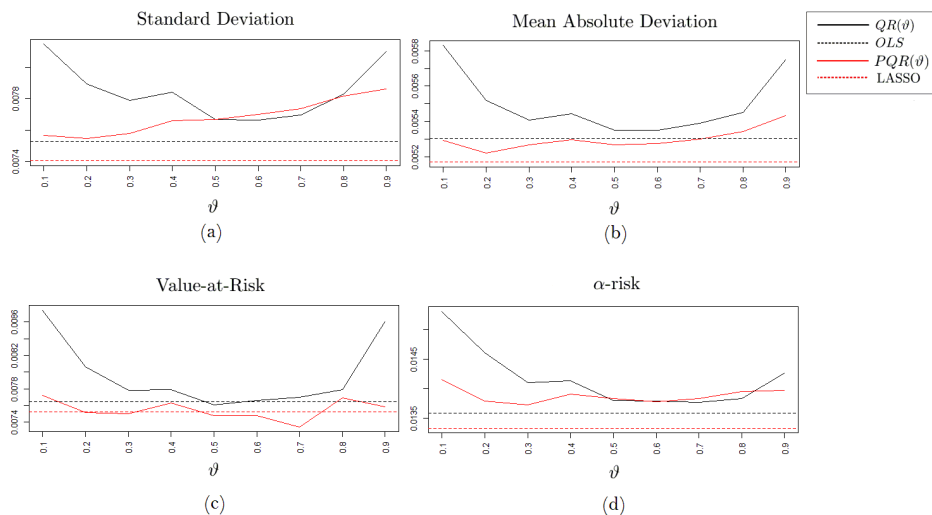 Standard Deviation
0.0078
0.0074
0.1 0.2 0.3 0.4 0.5 0.6 0.7 0.8 0.9
ϑ
(a)
Mean Absolute Deviation
0.0058
0.0056
0.0054
0.0052
0.1 0.2 0.3 0.4 0.5 0.6 0.7 0.8 0.9
ϑ
(b)
QR(ϑ)
OLS
PQR(ϑ)
LASSO
Value-at-Risk
0.0086
0.0082
0.0078
0.0074
0.1 0.2 0.3 0.4 0.5 0.6 0.7 0.8 0.9
ϑ
(c)
α-risk
0.0145
0.0135
0.1 0.2 0.3 0.4 0.5 0.6 0.7 0.8 0.9
ϑ
(d)